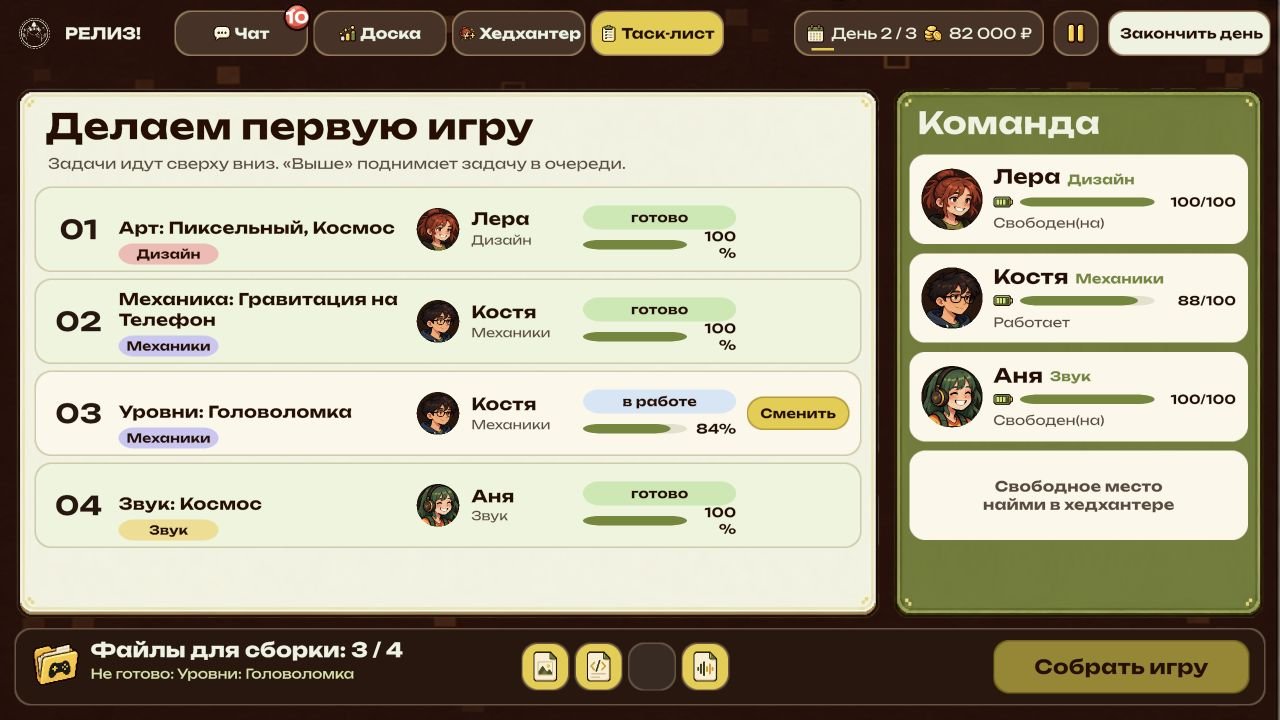 РЕЛИЗ!
Чат
10
Доска
Хедхантер
Таск-лист
День 2 / 3
82 000 ₽
Закончить день
Делаем первую игру
Задачи идут сверху вниз. «Выше» поднимает задачу в очереди.
01
Арт: Пиксельный, Космос
Дизайн
Лера
Дизайн
готово
100
%
02
Механика: Гравитация на
Телефон
Механики
Костя
Механики
готово
100
%
03
Уровни: Головоломка
Механики
Костя
Механики
в работе
84%
Сменить
04
Звук: Космос
Звук
Аня
Звук
готово
100
%
Команда
Лера Дизайн
100/100
Свободен(на)
Костя Механики
88/100
Работает
Аня Звук
100/100
Свободен(на)
Свободное место
найми в хедхантере
Файлы для сборки: 3 / 4
Не готово: Уровни: Головоломка
Собрать игру